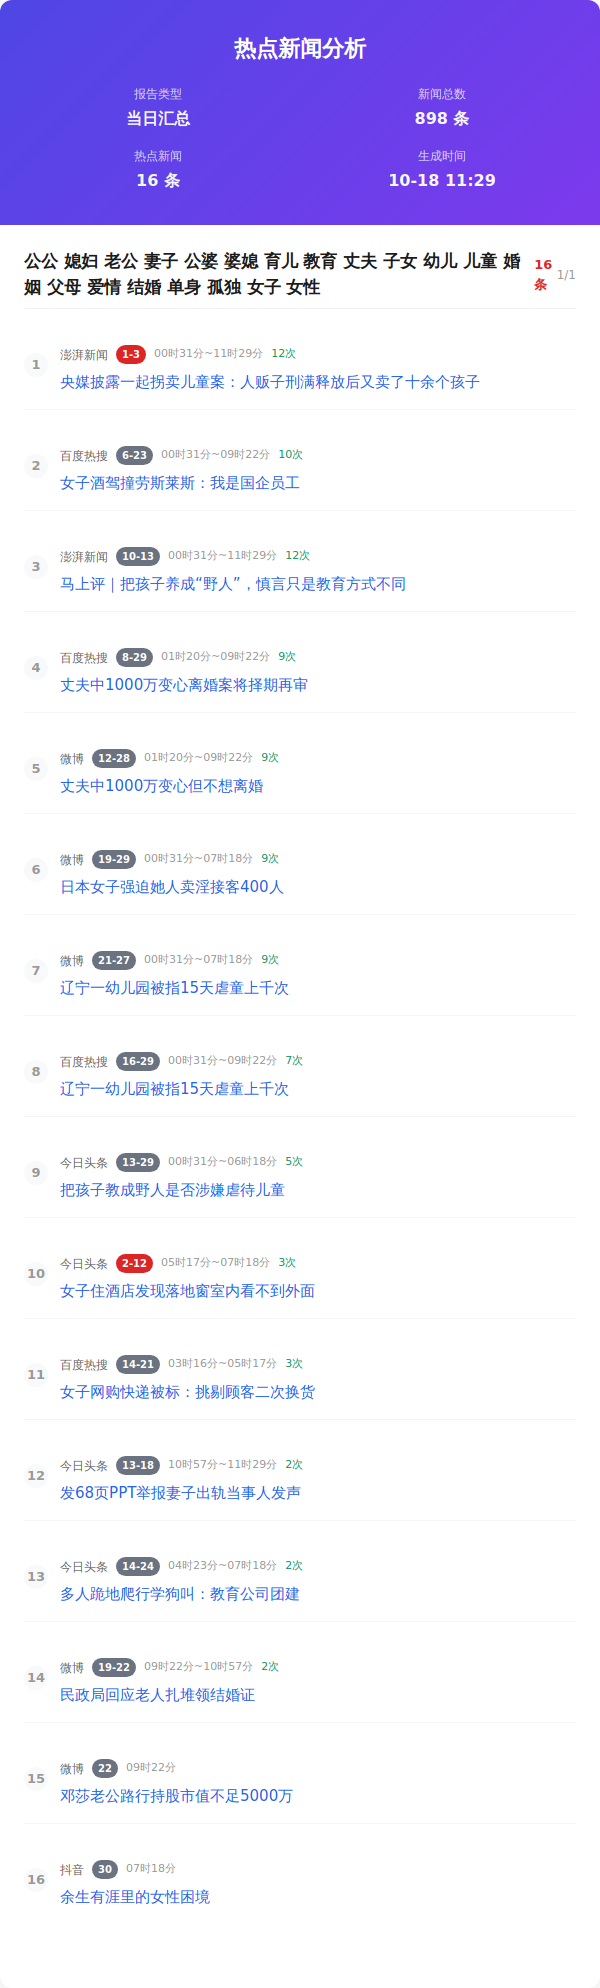 热点新闻分析
报告类型
新闻总数
当日汇总
898 条
热点新闻
生成时间
16 条
10-18 11:29
公公 媳妇 老公 妻子 公婆 婆媳 育儿 教育 丈夫 子女 幼儿 儿童 婚
姻 父母 爱情 结婚 单身 孤独 女子 女性
16
条
1/1
1
澎湃新闻 1-3 00时31分~11时29分 12次
央媒披露一起拐卖儿童案：人贩子刑满释放后又卖了十余个孩子
2
百度热搜 6-23 00时31分~09时22分 10次
女子酒驾撞劳斯莱斯：我是国企员工
3
澎湃新闻 10-13 00时31分~11时29分 12次
马上评｜把孩子养成“野人”，慎言只是教育方式不同
4
百度热搜 8-29 01时20分~09时22分 9次
丈夫中1000万变心离婚案将择期再审
5
微博 12-28 01时20分~09时22分 9次
丈夫中1000万变心但不想离婚
6
微博 19-29 00时31分~07时18分 9次
日本女子强迫她人卖淫接客400人
7
微博 21-27 00时31分~07时18分 9次
辽宁一幼儿园被指15天虐童上千次
8
百度热搜 16-29 00时31分~09时22分 7次
辽宁一幼儿园被指15天虐童上千次
9
今日头条 13-29 00时31分~06时18分 5次
把孩子教成野人是否涉嫌虐待儿童
10
今日头条 2-12 05时17分~07时18分 3次
女子住酒店发现落地窗室内看不到外面
11
百度热搜 14-21 03时16分~05时17分 3次
女子网购快递被标：挑剔顾客二次换货
12
今日头条 13-18 10时57分~11时29分 2次
发68页PPT举报妻子出轨当事人发声
13
今日头条 14-24 04时23分~07时18分 2次
多人跪地爬行学狗叫：教育公司团建
14
微博 19-22 09时22分~10时57分 2次
民政局回应老人扎堆领结婚证
15
微博 22 09时22分
邓莎老公路行持股市值不足5000万
16
抖音 30 07时18分
余生有涯里的女性困境